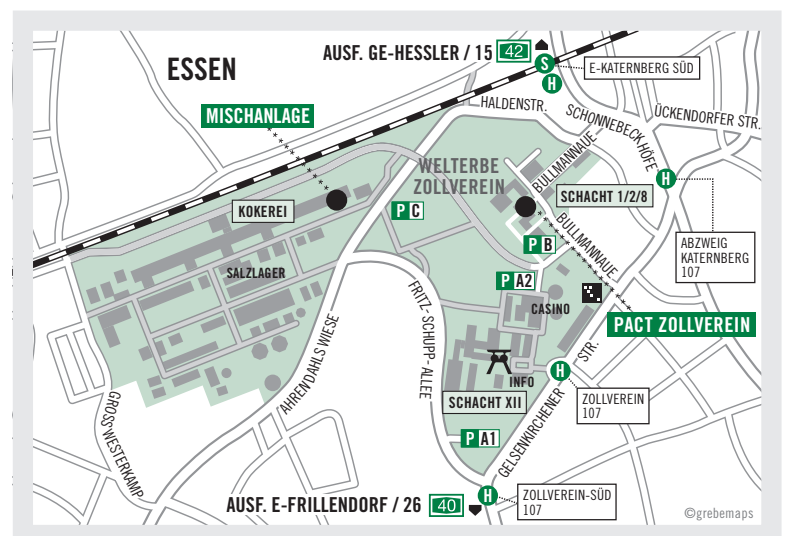 AUSF. GE-HESSLER / 15 42
ESSEN
S
E-KATERNBERG SÜD
H
MISCHANLAGE
HALDENSTR.
SCHONNEBECKHÖFE
ÜCKENDORFER STR.
WELTERBE
ZOLLVEREIN
BULLMANNAUE
H
SCHACHT 1/2/8
KOKEREI
P C
BULLMANNAUE
P B
ABZWEIG
KATERNBERG
107
SALZLAGER
P A2
FRITZ-SCHUPP-ALLEE
CASINO
PACT ZOLLVEREIN
AHRENDAHLS WIESE
STR.
INFO
H
GROSS WESTERKAMP
SCHACHT XII
GELSENKIRCHENER
ZOLLVEREIN
107
P A1
AUSF. E-FRILLENDORF / 26 40
H
ZOLLVEREIN-SÜD
107
©grebemaps